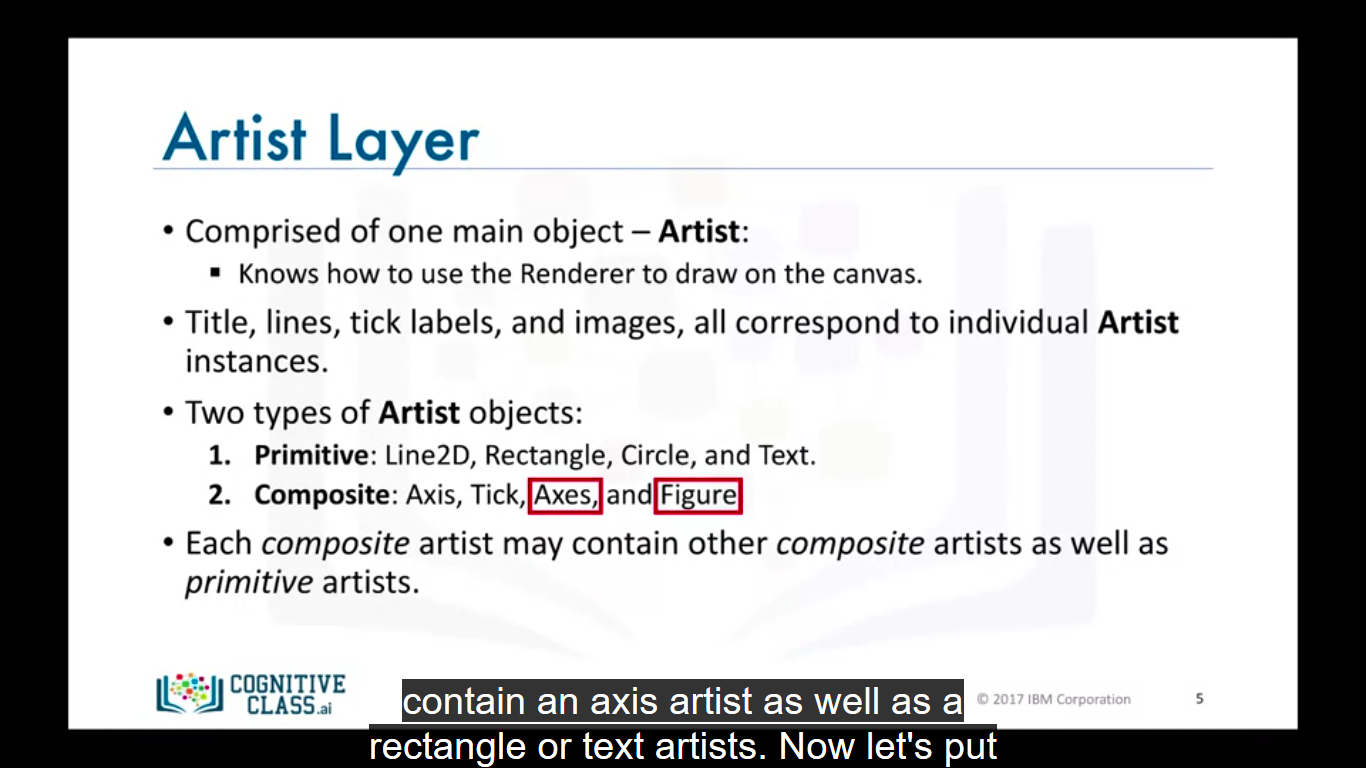 Artist Layer
• Comprised of one main object – Artist:
▪ Knows how to use the Renderer to draw on the canvas.
• Title, lines, tick labels, and images, all correspond to individual Artist
instances.
• Two types of Artist objects:
1. Primitive: Line2D, Rectangle, Circle, and Text.
2. Composite: Axis, Tick, Axes, and Figure
• Each composite artist may contain other composite artists as well as
primitive artists.
COGNITIVE
CLASS.ai
© 2017 IBM Corporation
5
contain an axis artist as well as a
rectangle or text artists. Now let's put